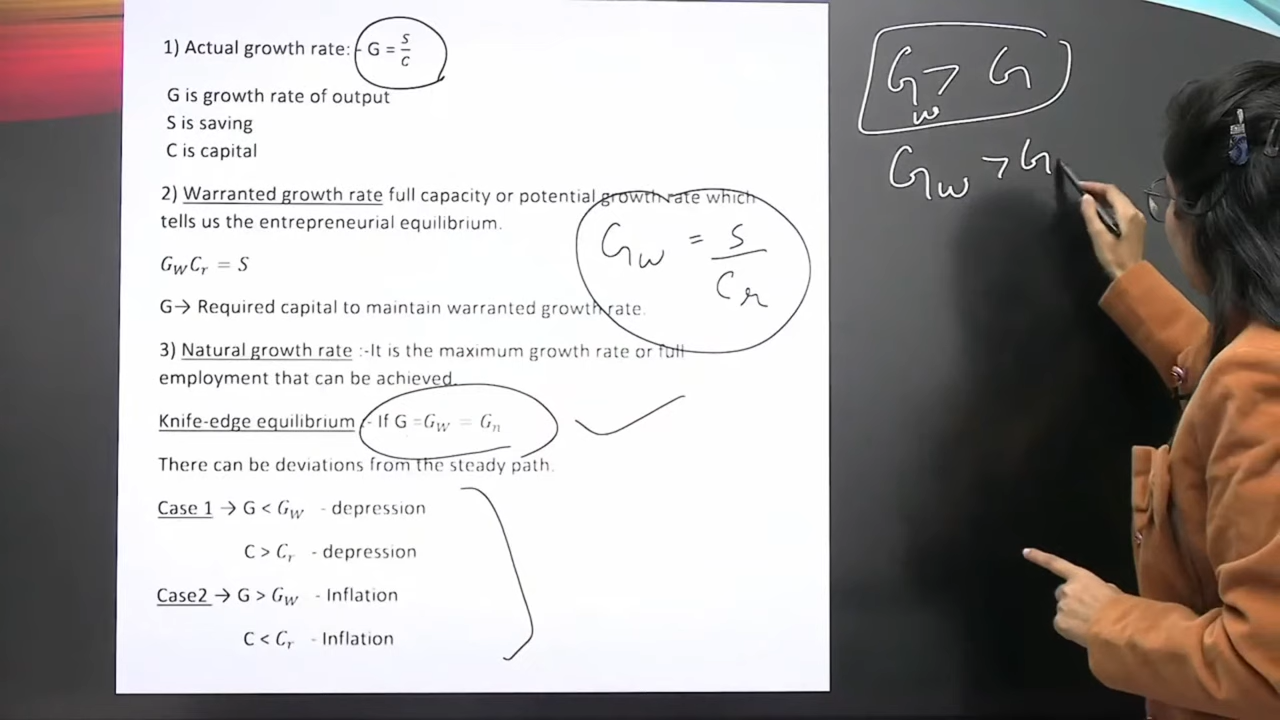 1) Actual growth rate: - G = S/C
G is growth rate of output
S is saving
C is capital
2) Warranted growth rate full capacity or potential growth rate which
tells us the entrepreneurial equilibrium.
G_W C_r = S
G→ Required capital to maintain warranted growth rate.
3) Natural growth rate :-It is the maximum growth rate or full
employment that can be achieved.
Knife-edge equilibrium - If G =G_W = G_n
There can be deviations from the steady path.
Case 1 → G < G_W - depression
C > C_r - depression
Case2 → G > G_W - Inflation
C < C_r - Inflation
G_w = S/C_r
G_w > G
G_w > G